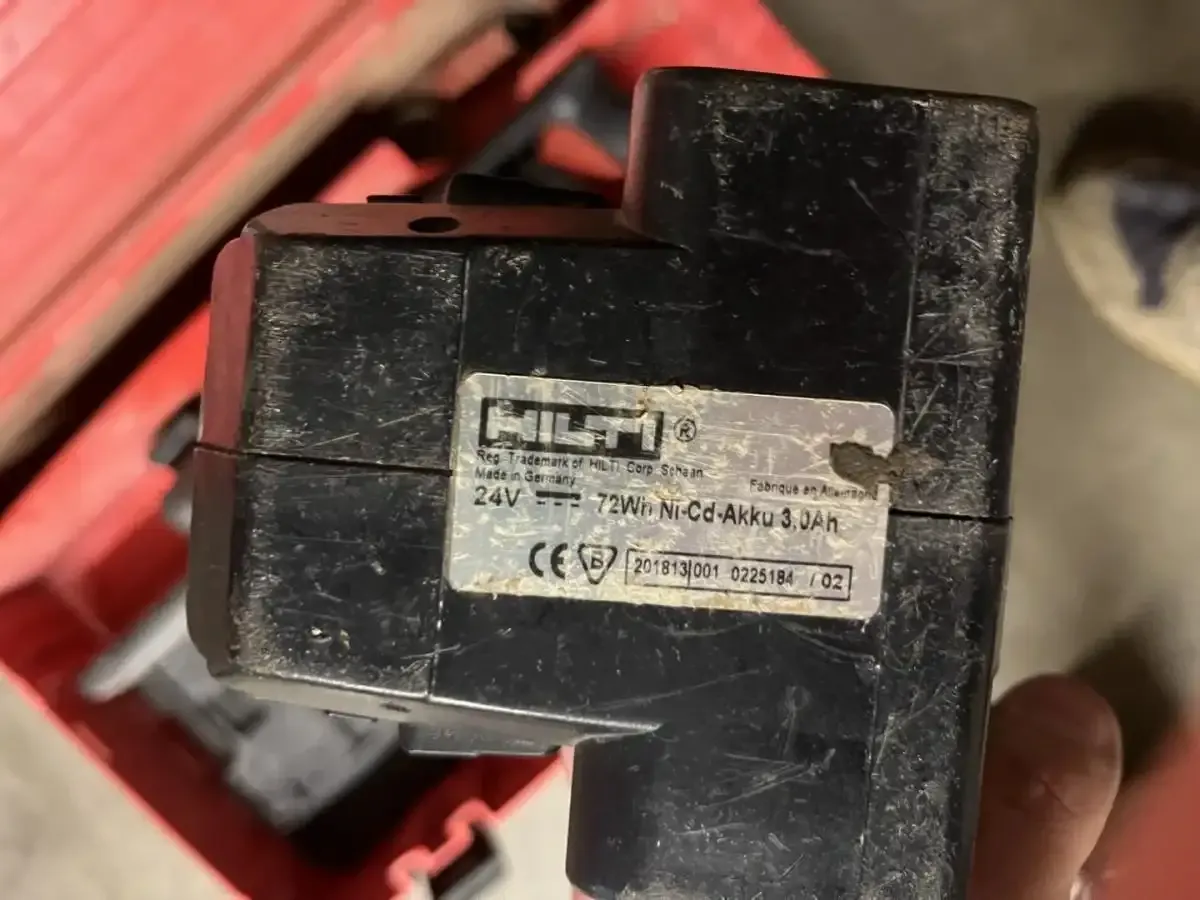 HILTI ®
Reg. Trademark of HILTI Corp. Schaan
Made in Germany Fabriqué en Allemagne
24V 72Wh Ni-Cd-Akku 3,0Ah
CE B 201813 001 0225184 / 02